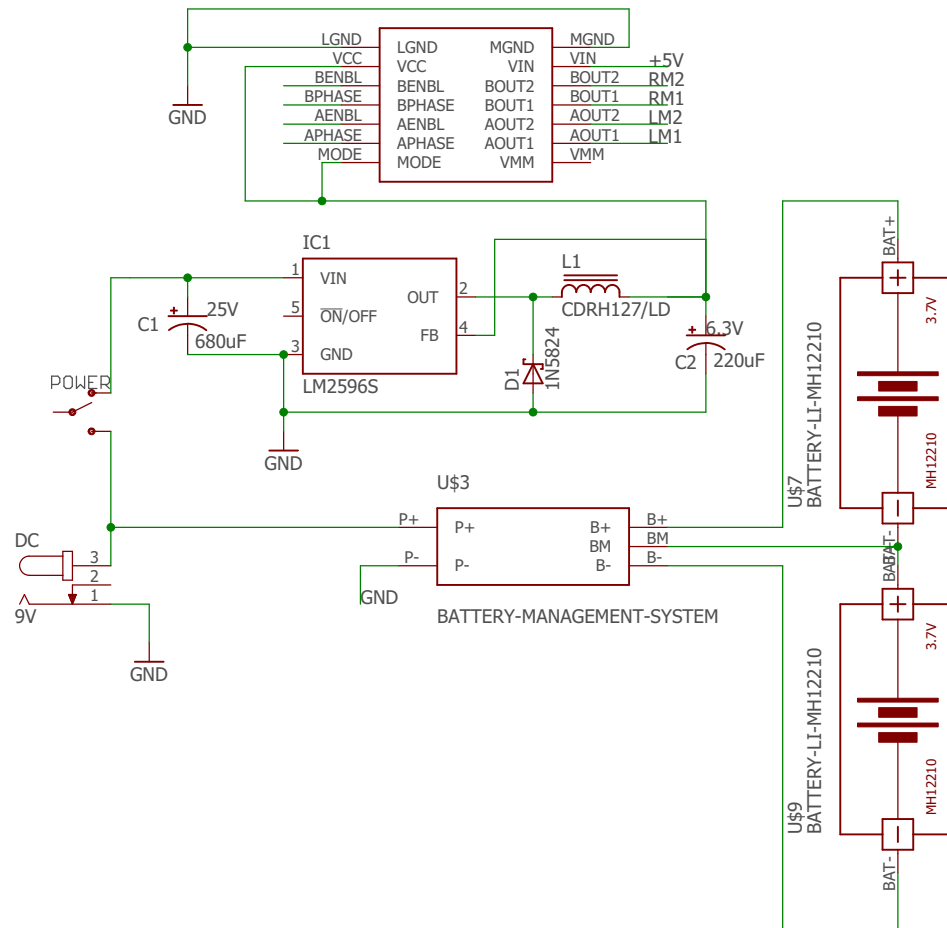 LGND LGND MGND MGND
VCC VCC VIN VIN +5V
BENBL BENBL BOUT2 BOUT2 RM2
BPHASE BPHASE BOUT1 BOUT1 RM1
AENBL AENBL AOUT2 AOUT2 LM2
APHASE APHASE AOUT1 AOUT1 LM1
MODE MODE VMM VMM
GND
IC1
1 VIN
OUT 2
5 ON/OFF
FB 4
3 GND
LM2596S
L1
CDRH127/LD
25V
C1
680uF
6.3V
C2
220uF
D1
1N5824
GND
POWER
U$3
P+ P+ B+ B+
BM BM
P- P- B- B-
GND
BATTERY-MANAGEMENT-SYSTEM
DC
3
2
1
9V
GND
BAT+
3.7V
U$7
BATTERY-LI-MH12210
MH12210
BAT-
BAT+
3.7V
U$9
BATTERY-LI-MH12210
MH12210
BAT-